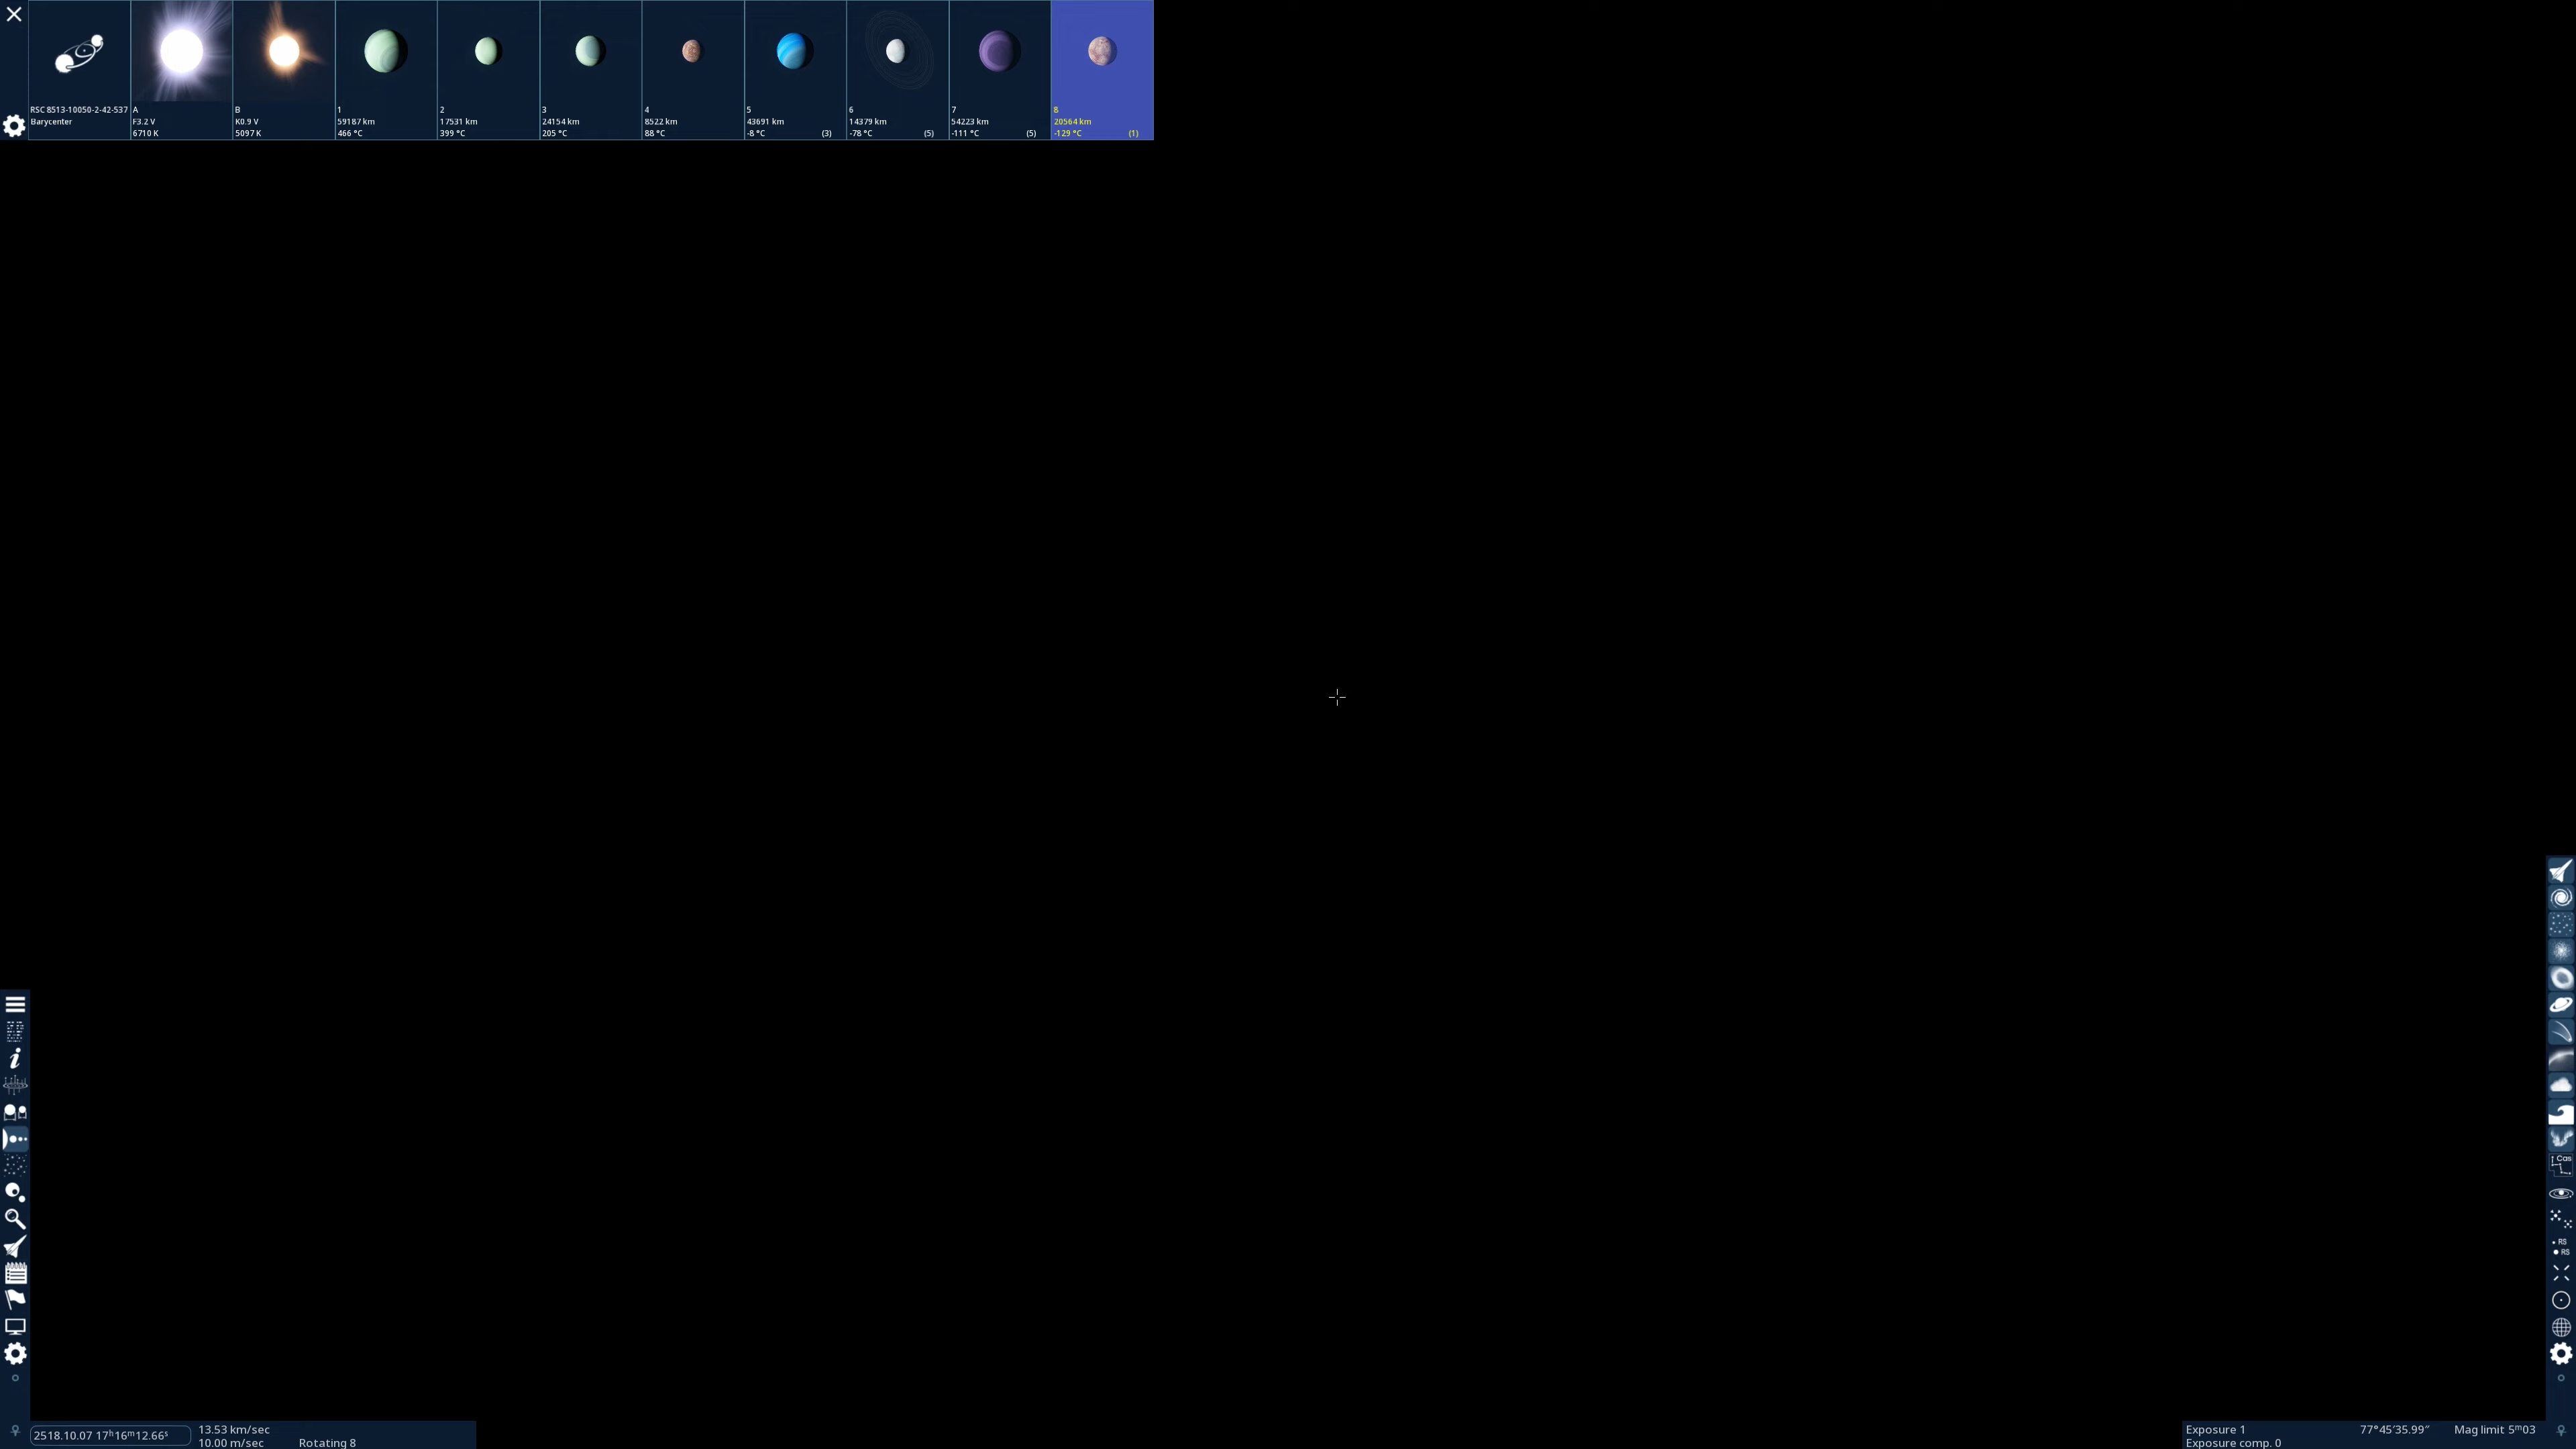 RSC 8513-10050-2-42-537
Barycenter
A
F3.2 V
6710 K
B
K0.9 V
5097 K
1
59187 km
466 °C
2
17531 km
399 °C
3
24154 km
205 °C
4
8522 km
88 °C
5
43691 km
-8 °C (3)
6
14379 km
-78 °C (5)
7
54223 km
-111 °C (5)
8
20564 km
-129 °C (1)
Cas
RS
RS
2518.10.07 17ʰ16ᵐ12.66ˢ
13.53 km/sec
10.00 m/sec Rotating 8
Exposure 1 77°45′35.99″ Mag limit 5ᵐ03
Exposure comp. 0